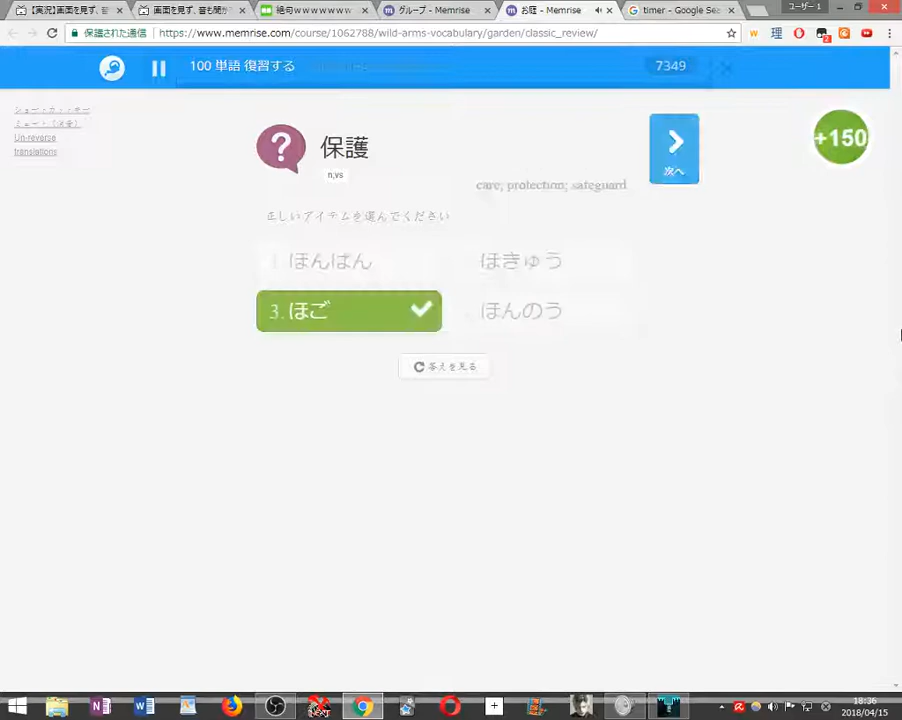 【実況】画面を見ず、音
画面を見ず、音も聞か
絶句wwwwwww
グループ - Memrise
お庭 - Memrise
timer - Google Sea
ユーザー 1
保護された通信
https://www.memrise.com/course/1062788/wild-arms-vocabulary/garden/classic_review/
100 単語 復習する
7349
Un-reverse
translations
保護
n,vs
次へ
+150
care; protection; safeguard
正しいアイテムを選んでください
1. ほんばん
ほきゅう
3. ほご
ほんのう
答えを見る
18:36
2018/04/15